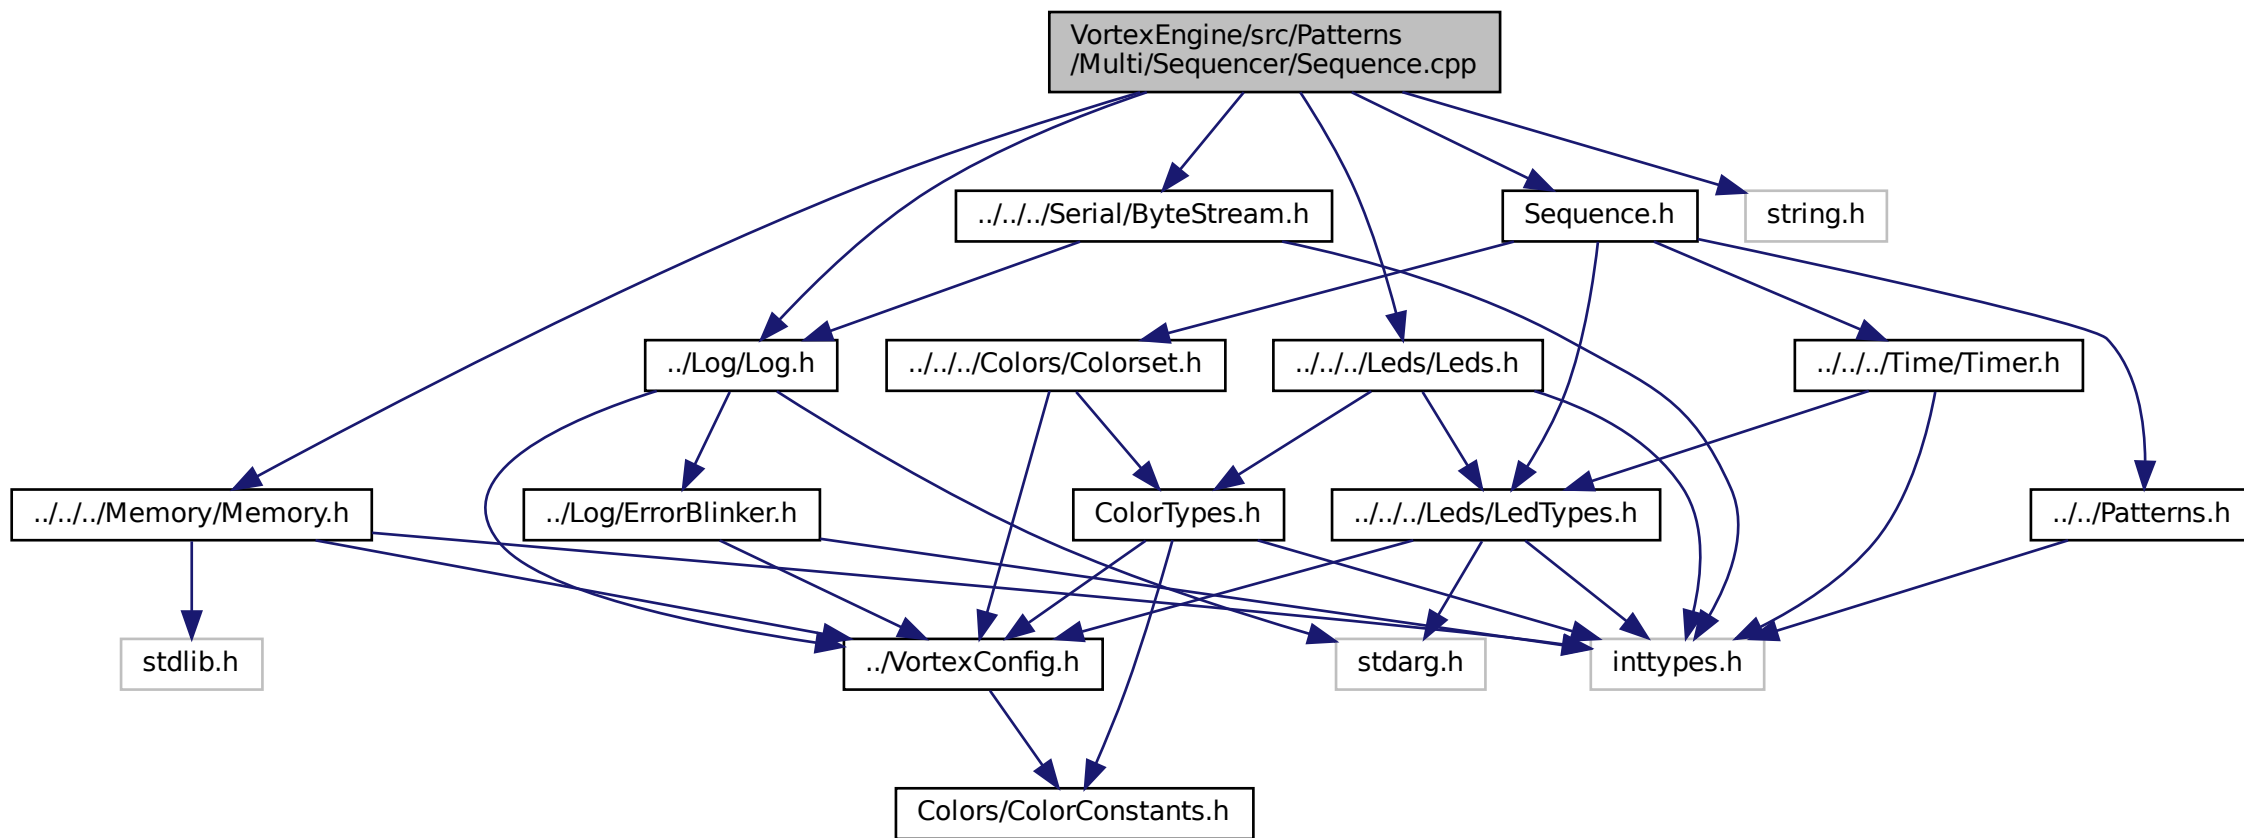 VortexEngine/src/Patterns
/Multi/Sequencer/Sequence.cpp
../../../Serial/ByteStream.h
Sequence.h
string.h
../Log/Log.h
../../../Colors/Colorset.h
../../../Leds/Leds.h
../../../Time/Timer.h
../../../Memory/Memory.h
../Log/ErrorBlinker.h
ColorTypes.h
../../../Leds/LedTypes.h
../../Patterns.h
stdlib.h
../VortexConfig.h
stdarg.h
inttypes.h
Colors/ColorConstants.h